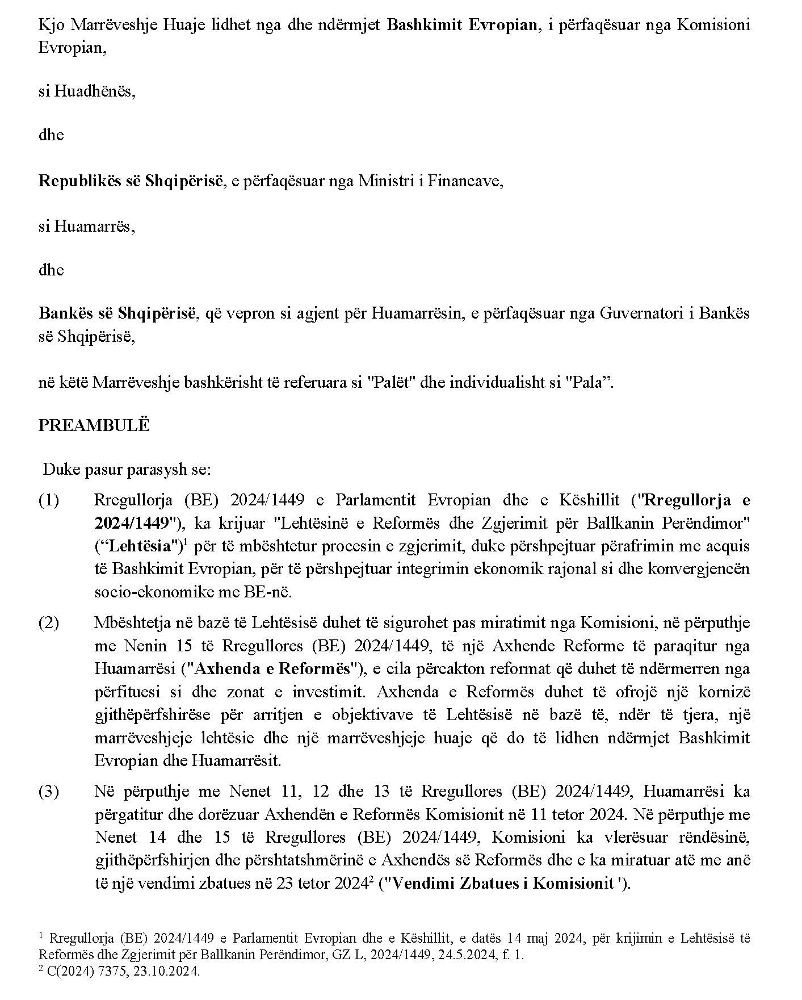 Kjo Marrëveshje Huaje lidhet nga dhe ndërmjet Bashkimit Evropian, i përfaqësuar nga Komisioni
Evropian,
si Huadhënës,
dhe
Republikës së Shqipërisë, e përfaqësuar nga Ministri i Financave,
si Huamarrës,
dhe
Bankës së Shqipërisë, që vepron si agjent për Huamarrësin, e përfaqësuar nga Guvernatori i Bankës
së Shqipërisë,
në këtë Marrëveshje bashkërisht të referuara si "Palët" dhe individualisht si "Pala”.
PREAMBULË
Duke pasur parasysh se:
(1) Rregullorja (BE) 2024/1449 e Parlamentit Evropian dhe e Këshillit ("Rregullorja e
2024/1449"), ka krijuar "Lehtësinë e Reformës dhe Zgjerimit për Ballkanin Perëndimor"
(“Lehtësia")¹ për të mbështetur procesin e zgjerimit, duke përshpejtuar përafrimin me acquis
të Bashkimit Evropian, për të përshpejtuar integrimin ekonomik rajonal si dhe konvergjencën
socio-ekonomike me BE-në.
(2) Mbështetja në bazë të Lehtësisë duhet të sigurohet pas miratimit nga Komisioni, në përputhje
me Nenin 15 të Rregullores (BE) 2024/1449, të një Axhende Reforme të paraqitur nga
Huamarrësi ("Axhenda e Reformës"), e cila përcakton reformat që duhet të ndërmerren nga
përfituesi si dhe zonat e investimit. Axhenda e Reformës duhet të ofrojë një kornizë
gjithëpërfshirëse për arritjen e objektivave të Lehtësisë në bazë të, ndër të tjera, një
marrëveshjeje lehtësie dhe një marrëveshjeje huaje që do të lidhen ndërmjet Bashkimit
Evropian dhe Huamarrësit.
(3) Në përputhje me Nenet 11, 12 dhe 13 të Rregullores (BE) 2024/1449, Huamarrësi ka
përgatitur dhe dorëzuar Axhendën e Reformës Komisionit në 11 tetor 2024. Në përputhje me
Nenet 14 dhe 15 të Rregullores (BE) 2024/1449, Komisioni ka vlerësuar rëndësinë,
gjithëpërfshirjen dhe përshtatshmërinë e Axhendës së Reformës dhe e ka miratuar atë me anë
të një vendimi zbatues në 23 tetor 2024² ("Vendimi Zbatues i Komisionit ').
¹ Rregullorja (BE) 2024/1449 e Parlamentit Evropian dhe e Këshillit, e datës 14 maj 2024, për krijimin e Lehtësisë të
Reformës dhe Zgjerimit për Ballkanin Perëndimor, GZ L, 2024/1449, 24.5.2024, f. 1.
² C(2024) 7375, 23.10.2024.